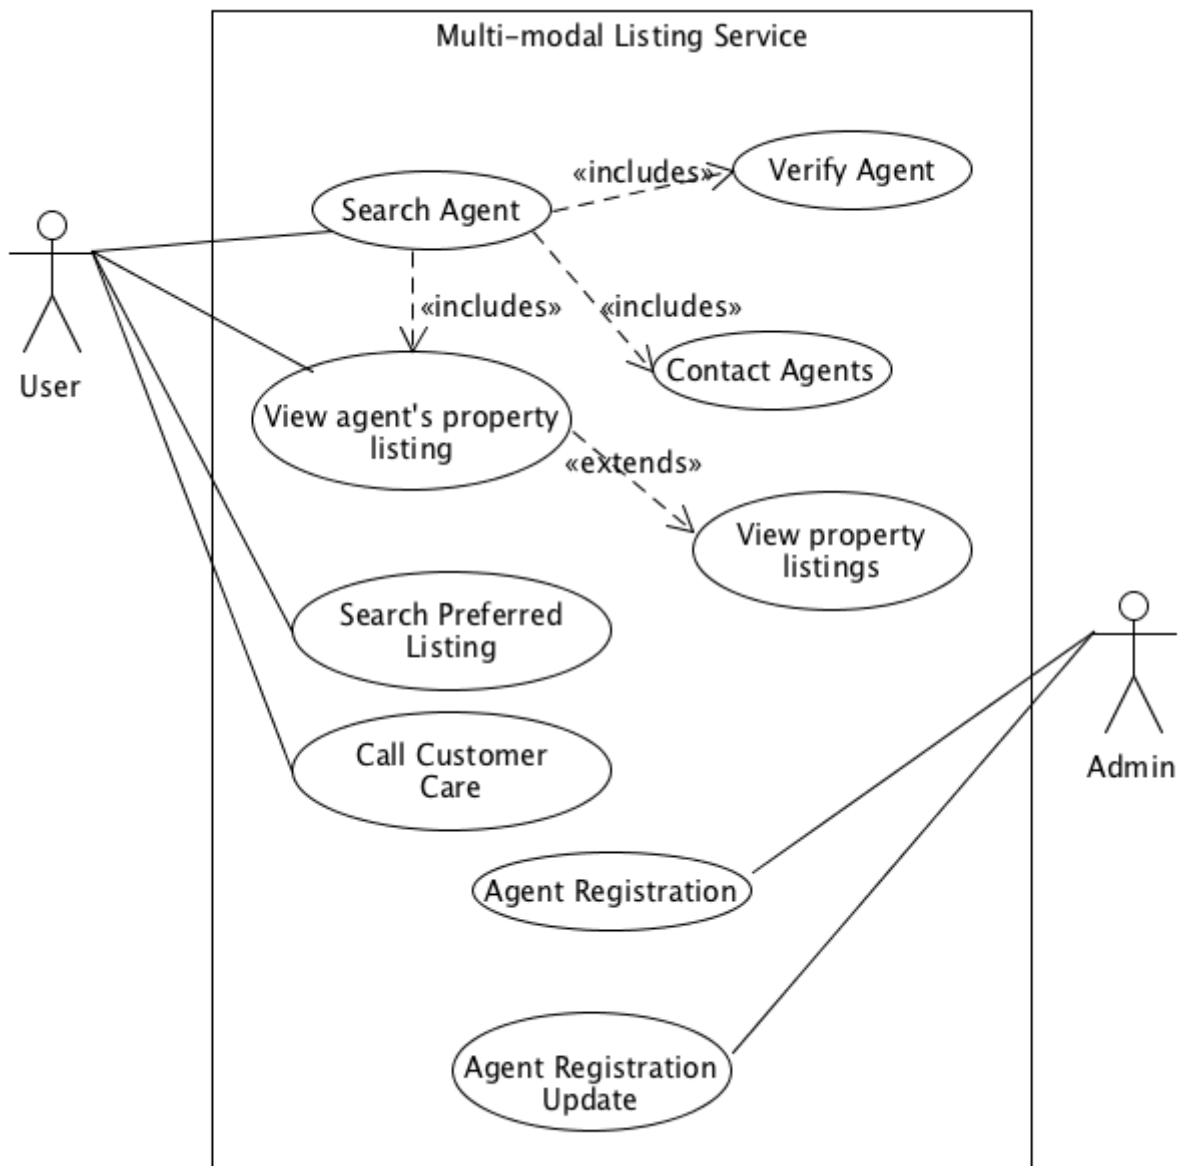 Multi-modal Listing Service
«includes»
Verify Agent
Search Agent
«includes»
«includes»
User
Contact Agents
View agent's property
listing
«extends»
View property
listings
Search Preferred
Listing
Call Customer
Care
Admin
Agent Registration
Agent Registration
Update